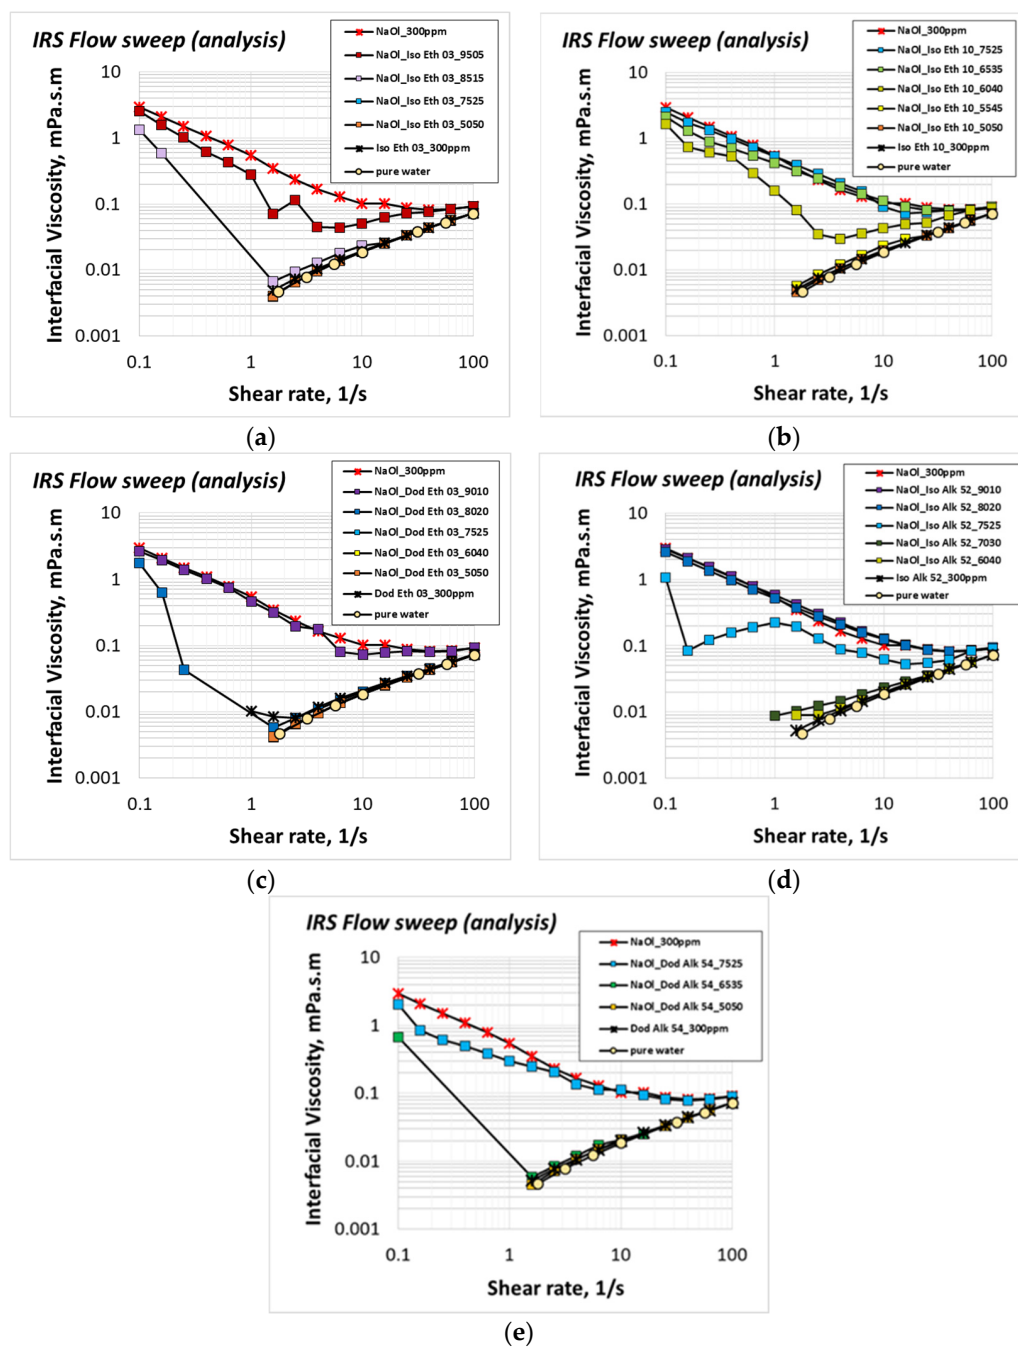 IRS Flow sweep (analysis)
NaOl_300ppm
NaOl_Iso Eth 03_9505
NaOl_Iso Eth 03_8515
NaOl_Iso Eth 03_7525
NaOl_Iso Eth 03_5050
Iso Eth 03_300ppm
pure water
Interfacial Viscosity, mPa.s.m
10
1
0.1
0.01
0.001
0.1
1
10
100
Shear rate, 1/s
(a)
IRS Flow sweep (analysis)
NaOl_300ppm
NaOl_Iso Eth 10_7525
NaOl_Iso Eth 10_6535
NaOl_Iso Eth 10_6040
NaOl_Iso Eth 10_5545
NaOl_Iso Eth 10_5050
Iso Eth 10_300ppm
pure water
Interfacial Viscosity, mPa.s.m
10
1
0.1
0.01
0.001
0.1
1
10
100
Shear rate, 1/s
(b)
IRS Flow sweep (analysis)
NaOl_300ppm
NaOl_Dod Eth 03_9010
NaOl_Dod Eth 03_8020
NaOl_Dod Eth 03_7525
NaOl_Dod Eth 03_6040
NaOl_Dod Eth 03_5050
Dod Eth 03_300ppm
pure water
Interfacial Viscosity, mPa.s.m
10
1
0.1
0.01
0.001
0.1
1
10
100
Shear rate, 1/s
(c)
IRS Flow sweep (analysis)
NaOl_300ppm
NaOl_Iso Alk 52_9010
NaOl_Iso Alk 52_8020
NaOl_Iso Alk 52_7525
NaOl_Iso Alk 52_7030
NaOl_Iso Alk 52_6040
Iso Alk 52_300ppm
pure water
Interfacial Viscosity, mPa.s.m
10
1
0.1
0.01
0.001
0.1
1
10
100
Shear rate, 1/s
(d)
IRS Flow sweep (analysis)
NaOl_300ppm
NaOl_Dod Alk 54_7525
NaOl_Dod Alk 54_6535
NaOl_Dod Alk 54_5050
Dod Alk 54_300ppm
pure water
Interfacial Viscosity, mPa.s.m
10
1
0.1
0.01
0.001
0.1
1
10
100
Shear rate, 1/s
(e)